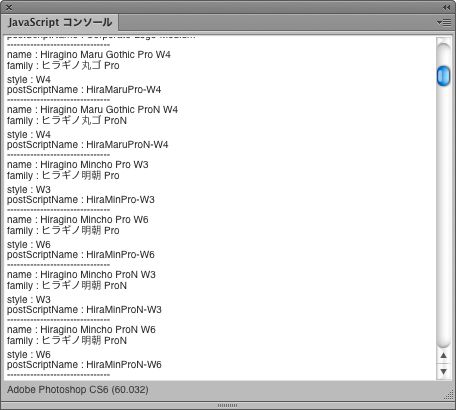 JavaScript コンソール
postScriptName : Corporate-Logo-Medium
-------------------------------
name : Hiragino Maru Gothic Pro W4
family : ヒラギノ丸ゴ Pro
style : W4
postScriptName : HiraMaruPro-W4
-------------------------------
name : Hiragino Maru Gothic ProN W4
family : ヒラギノ丸ゴ ProN
style : W4
postScriptName : HiraMaruProN-W4
-------------------------------
name : Hiragino Mincho Pro W3
family : ヒラギノ明朝 Pro
style : W3
postScriptName : HiraMinPro-W3
-------------------------------
name : Hiragino Mincho Pro W6
family : ヒラギノ明朝 Pro
style : W6
postScriptName : HiraMinPro-W6
-------------------------------
name : Hiragino Mincho ProN W3
family : ヒラギノ明朝 ProN
style : W3
postScriptName : HiraMinProN-W3
-------------------------------
name : Hiragino Mincho ProN W6
family : ヒラギノ明朝 ProN
style : W6
postScriptName : HiraMinProN-W6
-------------------------------
Adobe Photoshop CS6 (60.032)